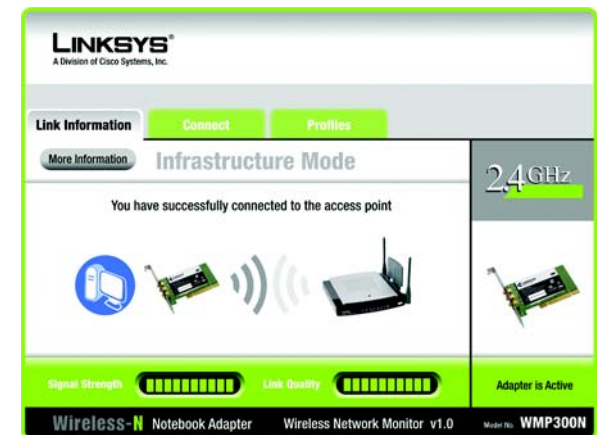 LINKSYS®
A Division of Cisco Systems, Inc.
Link Information
Connect
Profiles
More Information
Infrastructure Mode
2.4GHz
You have successfully connected to the access point
Signal Strength
Link Quality
Adapter is Active
Wireless-N Notebook Adapter Wireless Network Monitor v1.0 Model No. WMP300N